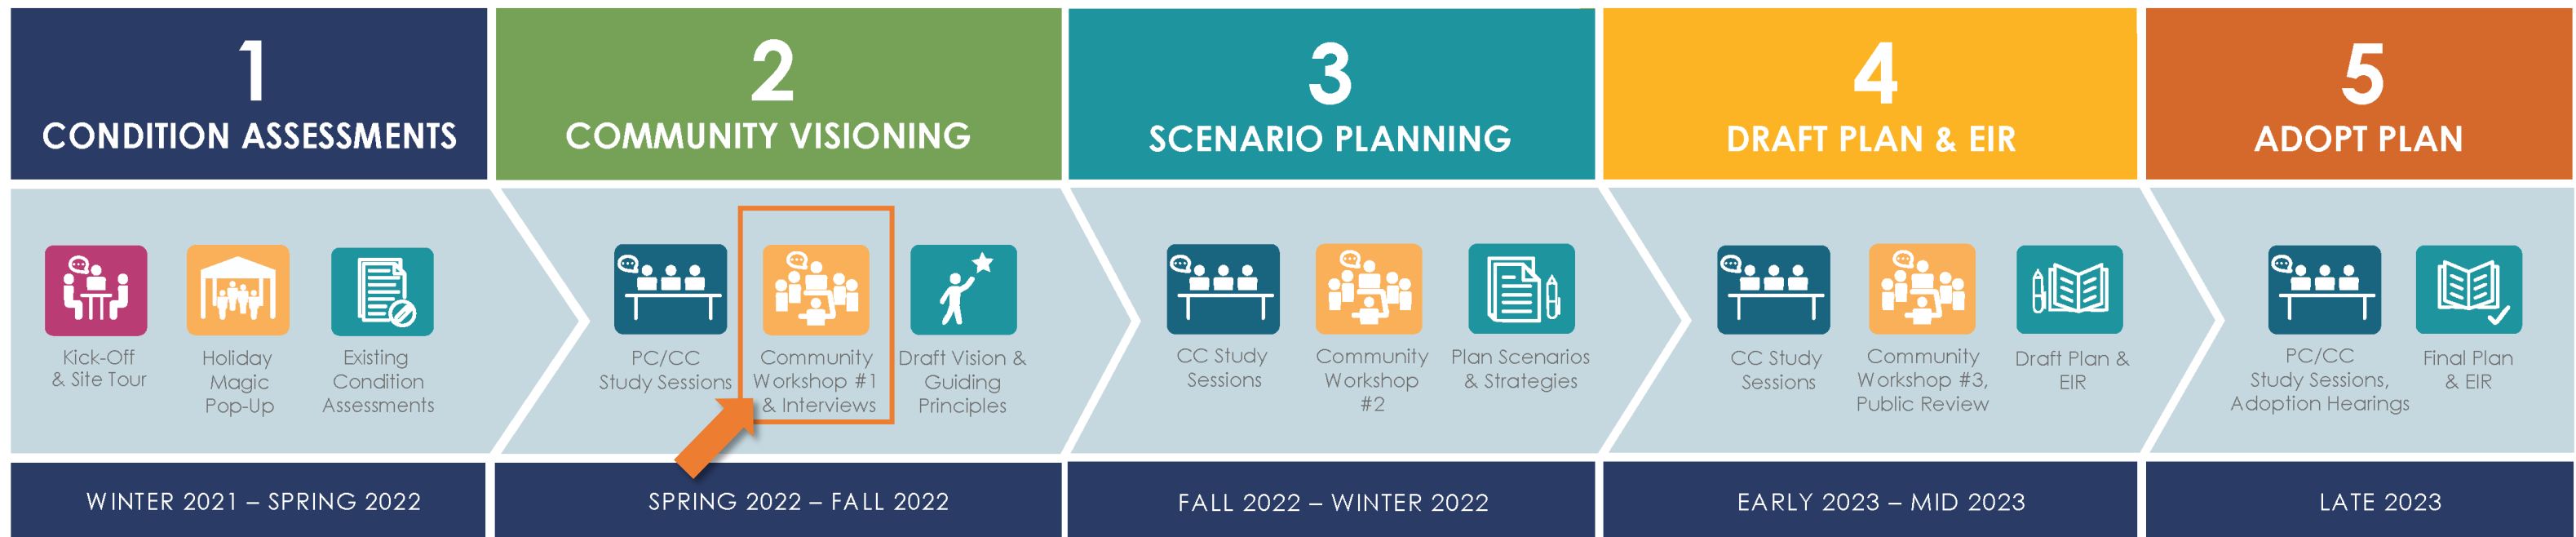 1
CONDITION ASSESSMENTS
2
COMMUNITY VISIONING
3
SCENARIO PLANNING
4
DRAFT PLAN & EIR
5
ADOPT PLAN
Kick-Off
& Site Tour
Holiday
Magic
Pop-Up
Existing
Condition
Assessments
PC/CC
Study Sessions
Community
Workshop #1
& Interviews
Draft Vision &
Guiding
Principles
CC Study
Sessions
Community
Workshop
#2
Plan Scenarios
& Strategies
CC Study
Sessions
Community
Workshop #3,
Public Review
Draft Plan &
EIR
PC/CC
Study Sessions,
Adoption Hearings
Final Plan
& EIR
WINTER 2021 – SPRING 2022
SPRING 2022 – FALL 2022
FALL 2022 – WINTER 2022
EARLY 2023 – MID 2023
LATE 2023